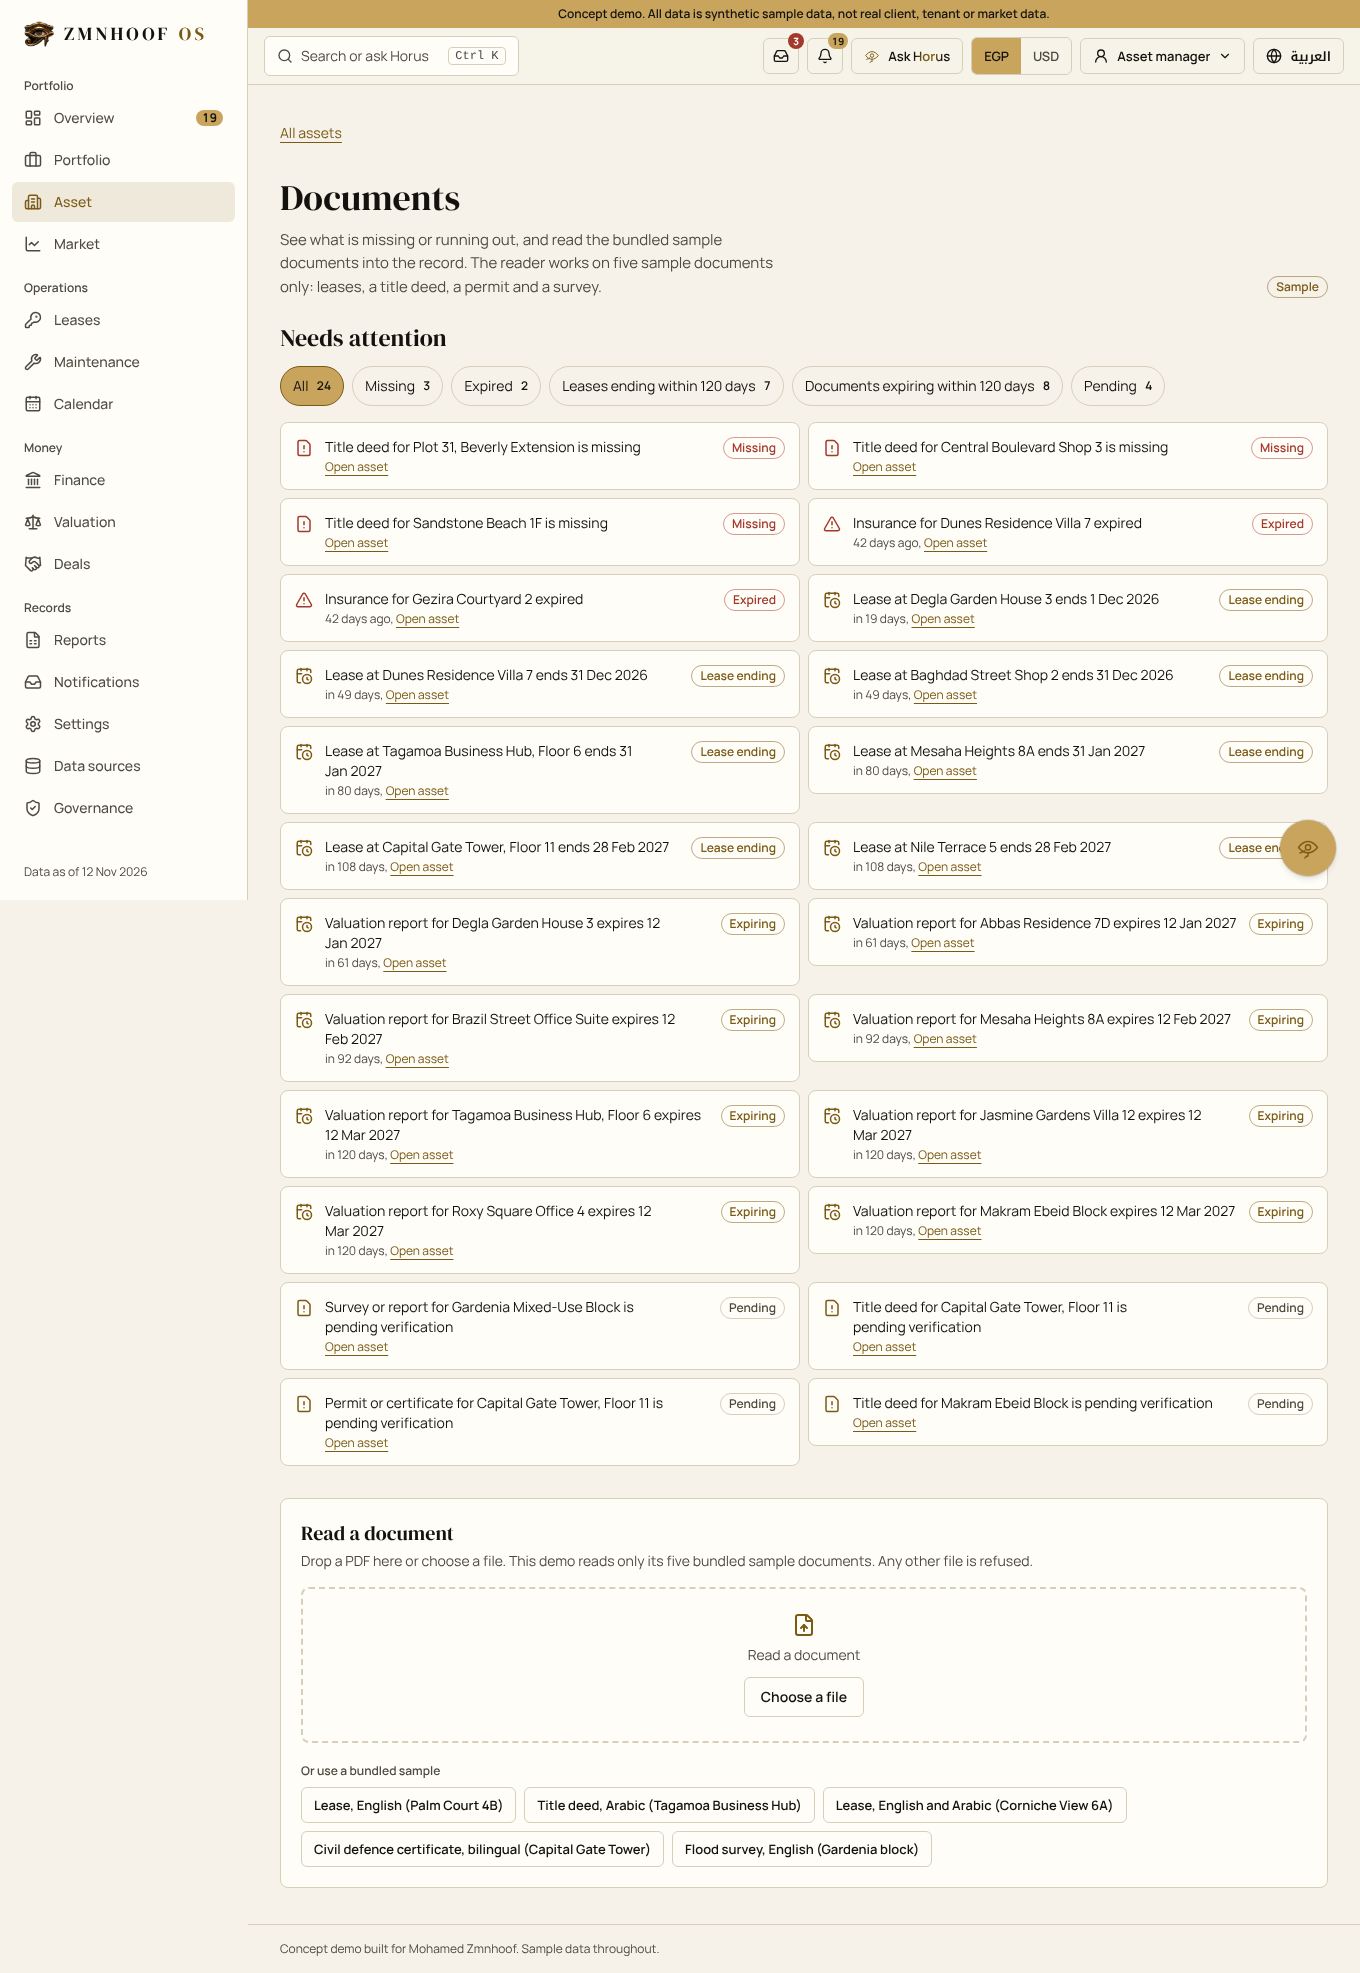 ZMNHOOF OS
Portfolio
Overview 19
Portfolio
Asset
Market
Operations
Leases
Maintenance
Calendar
Money
Finance
Valuation
Deals
Records
Reports
Notifications
Settings
Data sources
Governance
Data as of 12 Nov 2026
Concept demo. All data is synthetic sample data, not real client, tenant or market data.
Search or ask Horus Ctrl K
3
19
Ask Horus
EGP USD
Asset manager
العربية
All assets
Documents
See what is missing or running out, and read the bundled sample
documents into the record. The reader works on five sample documents
only: leases, a title deed, a permit and a survey.
Sample
Needs attention
All 24 Missing 3 Expired 2 Leases ending within 120 days 7 Documents expiring within 120 days 8 Pending 4
Title deed for Plot 31, Beverly Extension is missing Missing
Open asset
Title deed for Central Boulevard Shop 3 is missing Missing
Open asset
Title deed for Sandstone Beach 1F is missing Missing
Open asset
Insurance for Dunes Residence Villa 7 expired Expired
42 days ago, Open asset
Insurance for Gezira Courtyard 2 expired Expired
42 days ago, Open asset
Lease at Degla Garden House 3 ends 1 Dec 2026 Lease ending
in 19 days, Open asset
Lease at Dunes Residence Villa 7 ends 31 Dec 2026 Lease ending
in 49 days, Open asset
Lease at Baghdad Street Shop 2 ends 31 Dec 2026 Lease ending
in 49 days, Open asset
Lease at Tagamoa Business Hub, Floor 6 ends 31 Lease ending
Jan 2027
in 80 days, Open asset
Lease at Mesaha Heights 8A ends 31 Jan 2027 Lease ending
in 80 days, Open asset
Lease at Capital Gate Tower, Floor 11 ends 28 Feb 2027 Lease ending
in 108 days, Open asset
Lease at Nile Terrace 5 ends 28 Feb 2027 Lease
in 108 days, Open asset
Valuation report for Degla Garden House 3 expires 12 Expiring
Jan 2027
in 61 days, Open asset
Valuation report for Abbas Residence 7D expires 12 Jan 2027 Expiring
in 61 days, Open asset
Valuation report for Brazil Street Office Suite expires 12 Expiring
Feb 2027
in 92 days, Open asset
Valuation report for Mesaha Heights 8A expires 12 Feb 2027 Expiring
in 92 days, Open asset
Valuation report for Tagamoa Business Hub, Floor 6 expires Expiring
12 Mar 2027
in 120 days, Open asset
Valuation report for Jasmine Gardens Villa 12 expires 12 Expiring
Mar 2027
in 120 days, Open asset
Valuation report for Roxy Square Office 4 expires 12 Expiring
Mar 2027
in 120 days, Open asset
Valuation report for Makram Ebeid Block expires 12 Mar 2027 Expiring
in 120 days, Open asset
Survey or report for Gardenia Mixed-Use Block is Pending
pending verification
Open asset
Title deed for Capital Gate Tower, Floor 11 is Pending
pending verification
Open asset
Permit or certificate for Capital Gate Tower, Floor 11 is Pending
pending verification
Open asset
Title deed for Makram Ebeid Block is pending verification Pending
Open asset
Read a document
Drop a PDF here or choose a file. This demo reads only its five bundled sample documents. Any other file is refused.
Read a document
Choose a file
Or use a bundled sample
Lease, English (Palm Court 4B) Title deed, Arabic (Tagamoa Business Hub) Lease, English and Arabic (Corniche View 6A)
Civil defence certificate, bilingual (Capital Gate Tower) Flood survey, English (Gardenia block)
Concept demo built for Mohamed Zmnhoof. Sample data throughout.